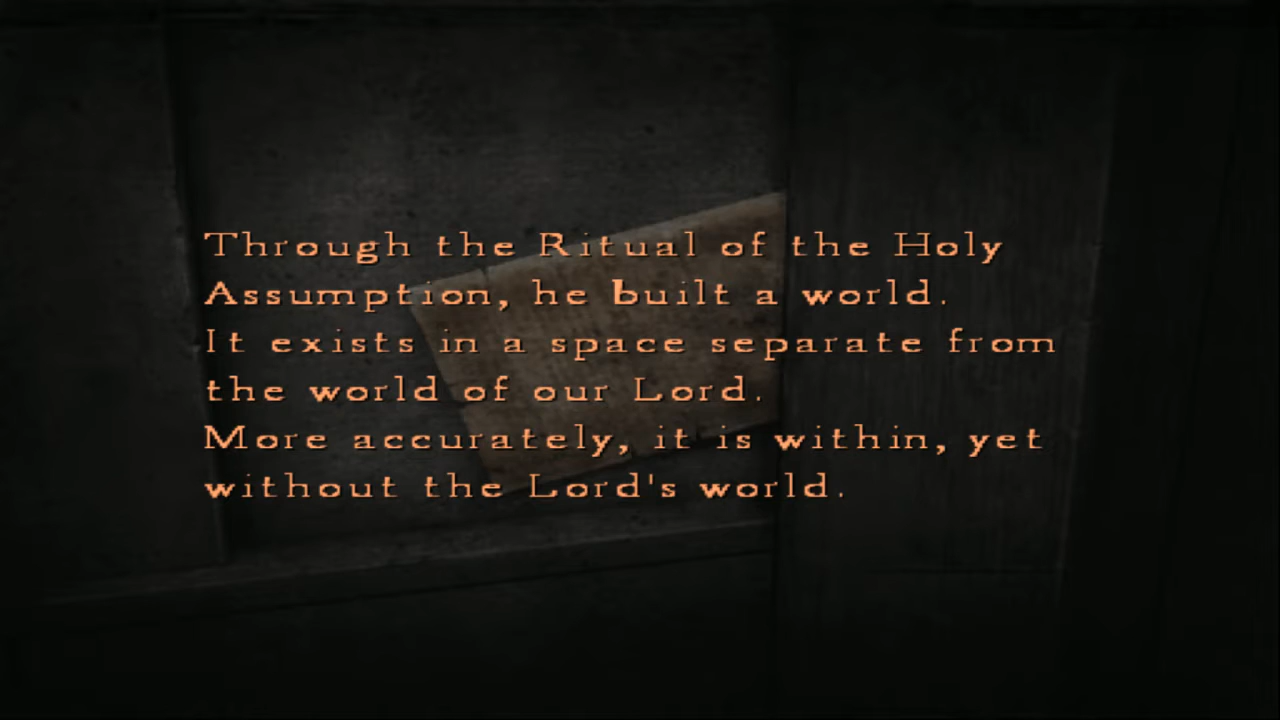 Through the Ritual of the Holy
Assumption, he built a world.
It exists in a space separate from
the world of our Lord.
More accurately, it is within, yet
without the Lord's world.